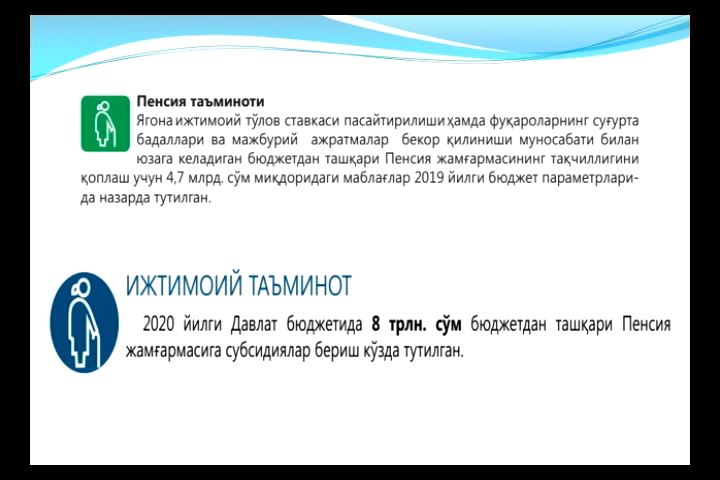 Пенсия таъминоти
Ягона ижтимоий тўлов ставкаси пасайтирилиши ҳамда фуқароларнинг суғурта
бадаллари ва мажбурий ажратмалар бекор қилиниши муносабати билан
юзага келадиган бюджетдан ташқари Пенсия жамғармасининг тақчиллигини
қоплаш учун 4,7 млрд. сўм миқдоридаги маблағлар 2019 йилги бюджет параметрлари-
да назарда тутилган.
ИЖТИМОИЙ ТАЪМИНОТ
2020 йилги Давлат бюджетида 8 трлн. сўм бюджетдан ташқари Пенсия
жамғармасига субсидиялар бериш кўзда тутилган.